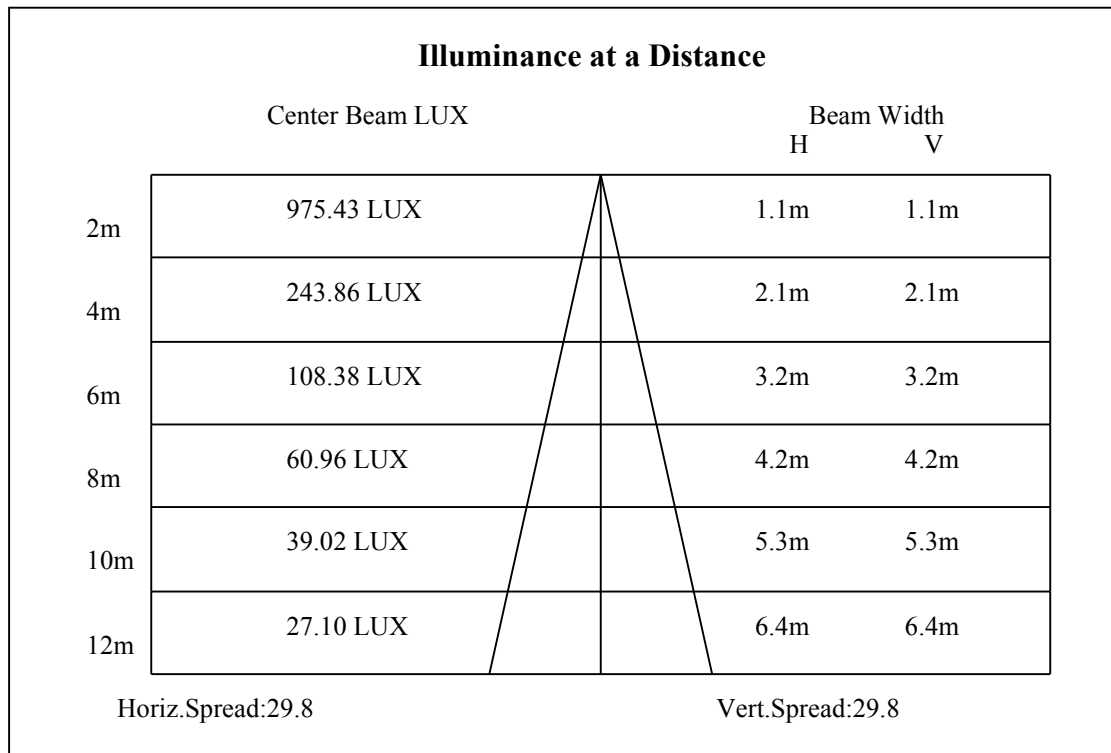 Illuminance at a Distance
Center Beam LUX Beam Width
H V
2m 975.43 LUX 1.1m 1.1m
4m 243.86 LUX 2.1m 2.1m
6m 108.38 LUX 3.2m 3.2m
8m 60.96 LUX 4.2m 4.2m
10m 39.02 LUX 5.3m 5.3m
12m 27.10 LUX 6.4m 6.4m
Horiz.Spread:29.8 Vert.Spread:29.8